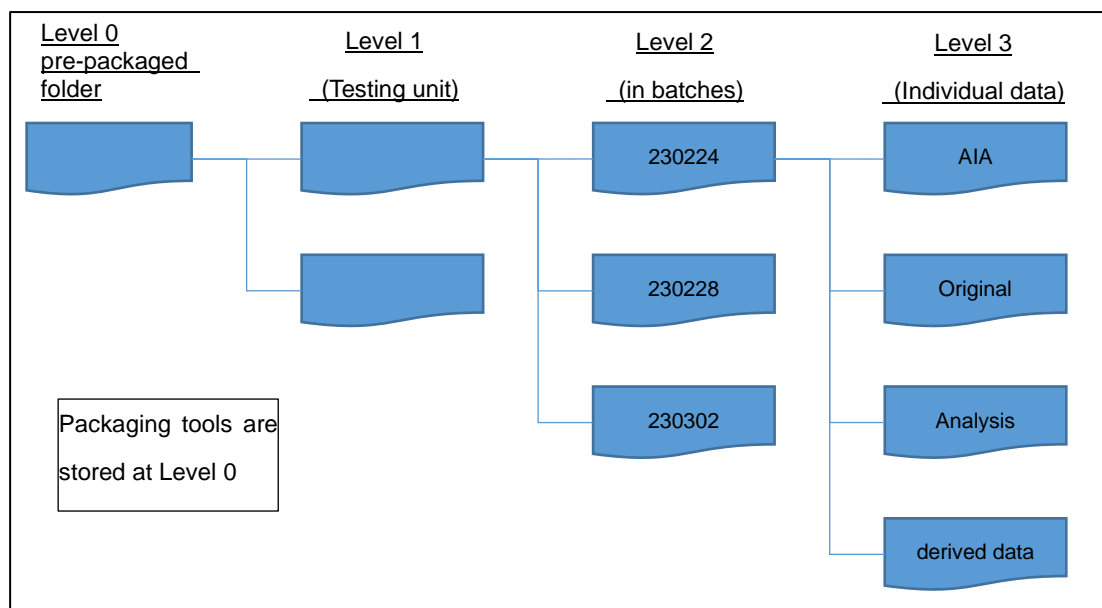 Level 0
pre-packaged
folder
Level 1
(Testing unit)
Level 2
(in batches)
Level 3
(Individual data)
230224
AIA
230228
Original
230302
Analysis
derived data
Packaging tools are
stored at Level 0